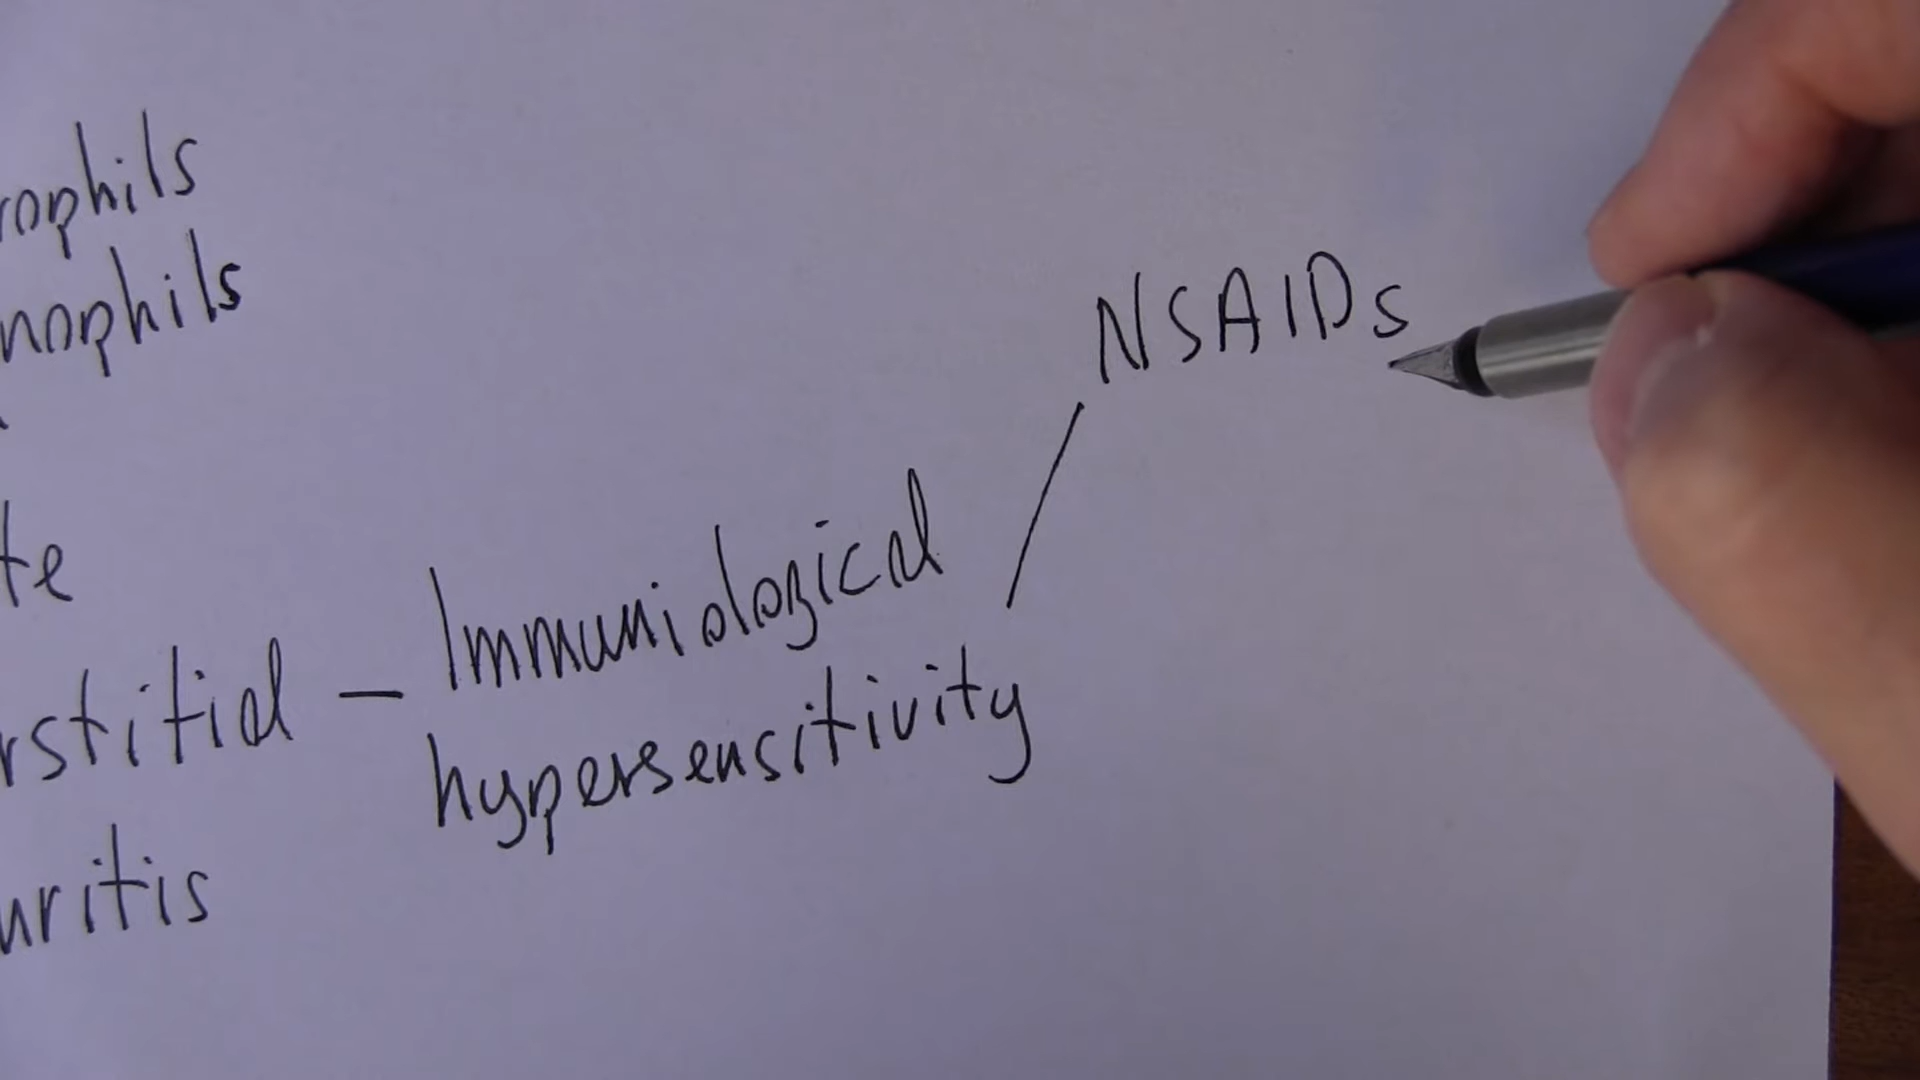 rophils
nophils
te
rstitial — Immuniological
hypersensitivity
uritis
NSAIDs